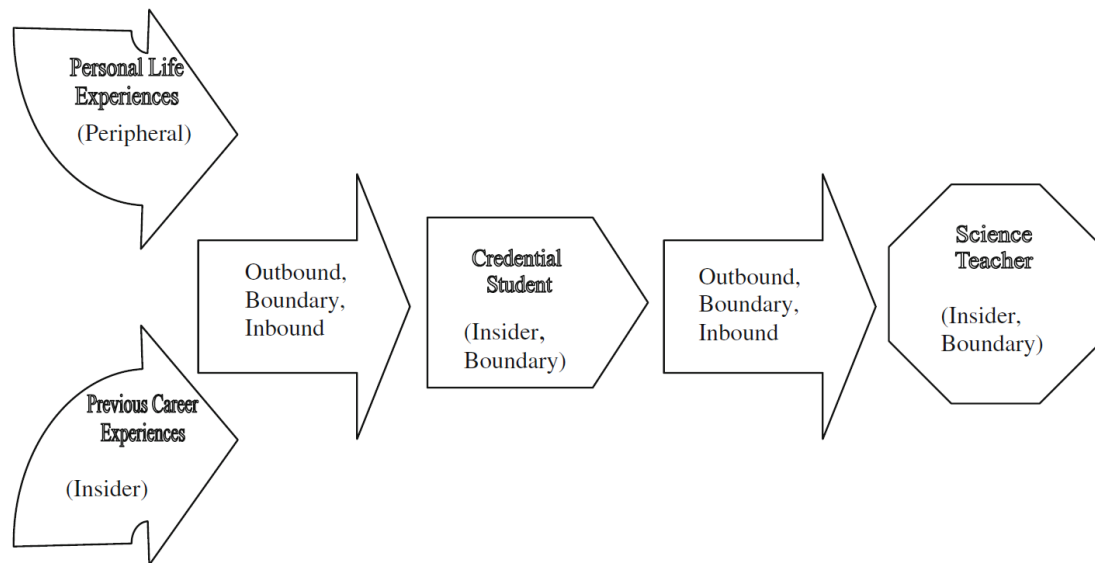 Personal Life
Experiences
(Peripheral)
Previous Career
Experiences
(Insider)
Outbound,
Boundary,
Inbound
Credential
Student
(Insider,
Boundary)
Outbound,
Boundary,
Inbound
Science
Teacher
(Insider,
Boundary)